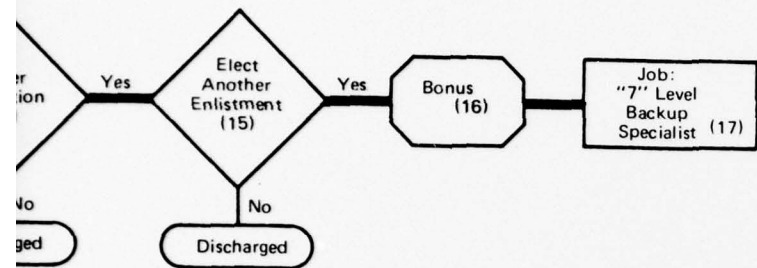 Yes
Elect
Another
Enlistment
(15)
Yes
Bonus
(16)
Job:
"7" Level
Backup
Specialist (17)
No
No
Discharged